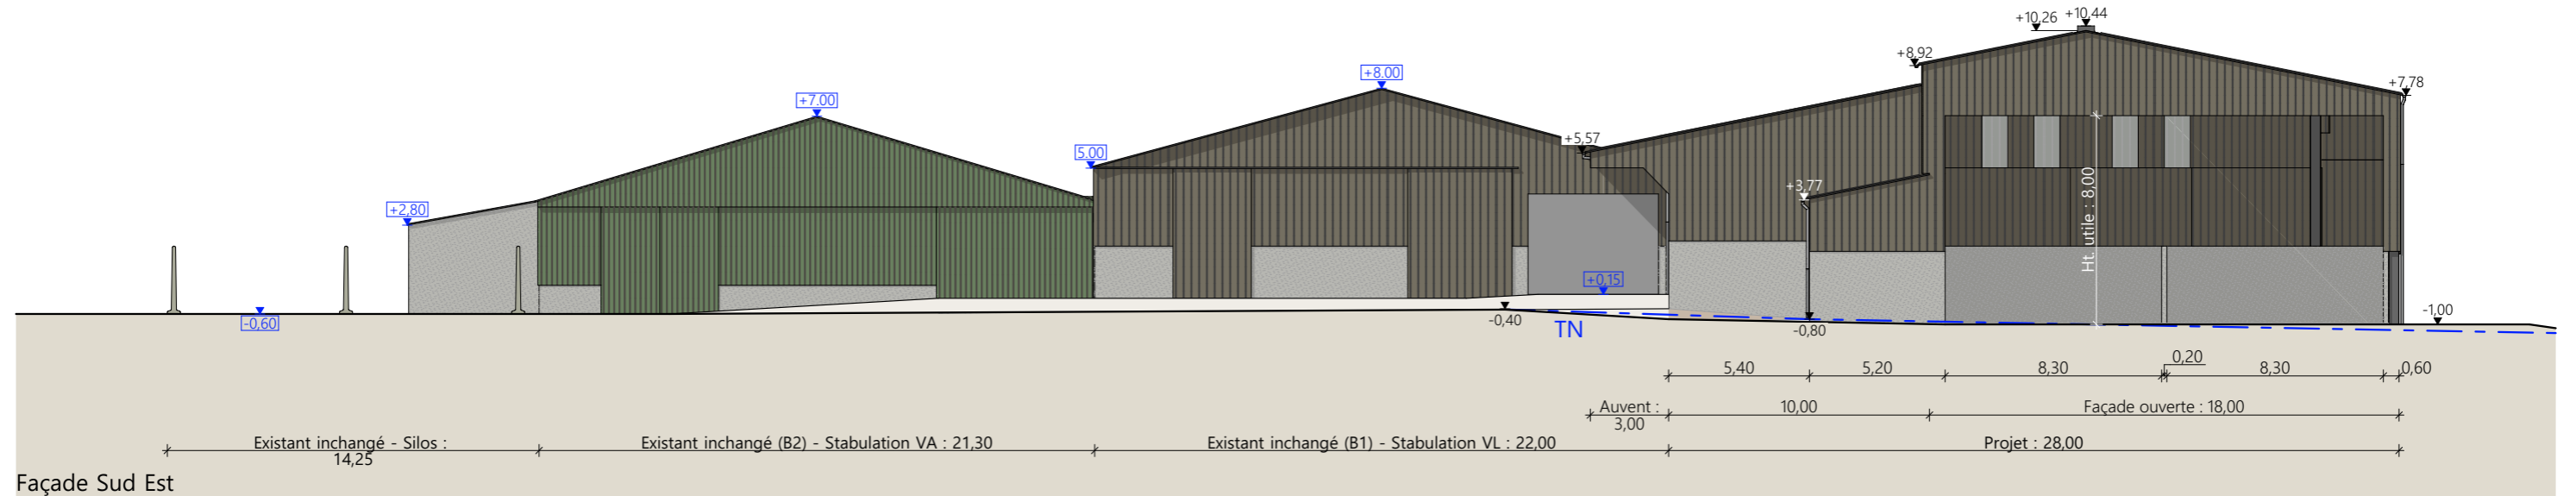 +10,26
+10,44
+8,92
+7,78
+8.00
+7.00
+5,57
5.00
+3,77
+2,80
Ht. utile : 8,00
+0,15
-0,60
-0,40
TN
-0,80
-1,00
5,40
5,20
8,30
0,20
8,30
0,60
Auvent :
3,00
10,00
Façade ouverte : 18,00
Existant inchangé - Silos :
14,25
Existant inchangé (B2) - Stabulation VA : 21,30
Existant inchangé (B1) - Stabulation VL : 22,00
Projet : 28,00
Façade Sud Est